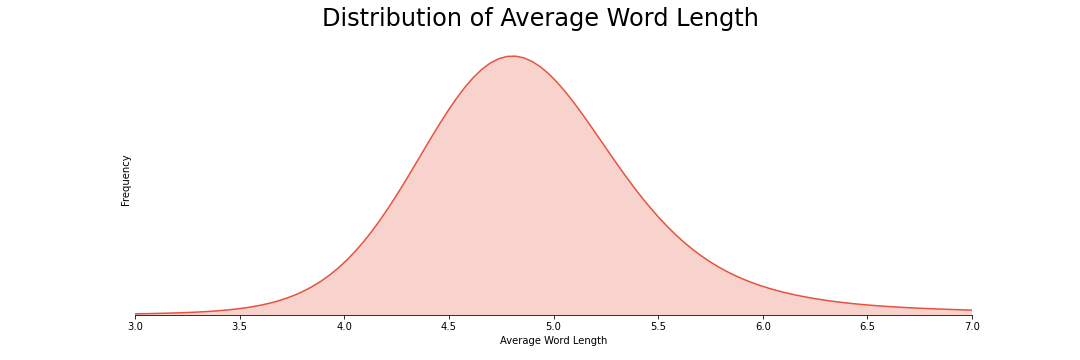 Distribution of Average Word Length
Frequency
3.0 3.5 4.0 4.5 5.0 5.5 6.0 6.5 7.0
Average Word Length